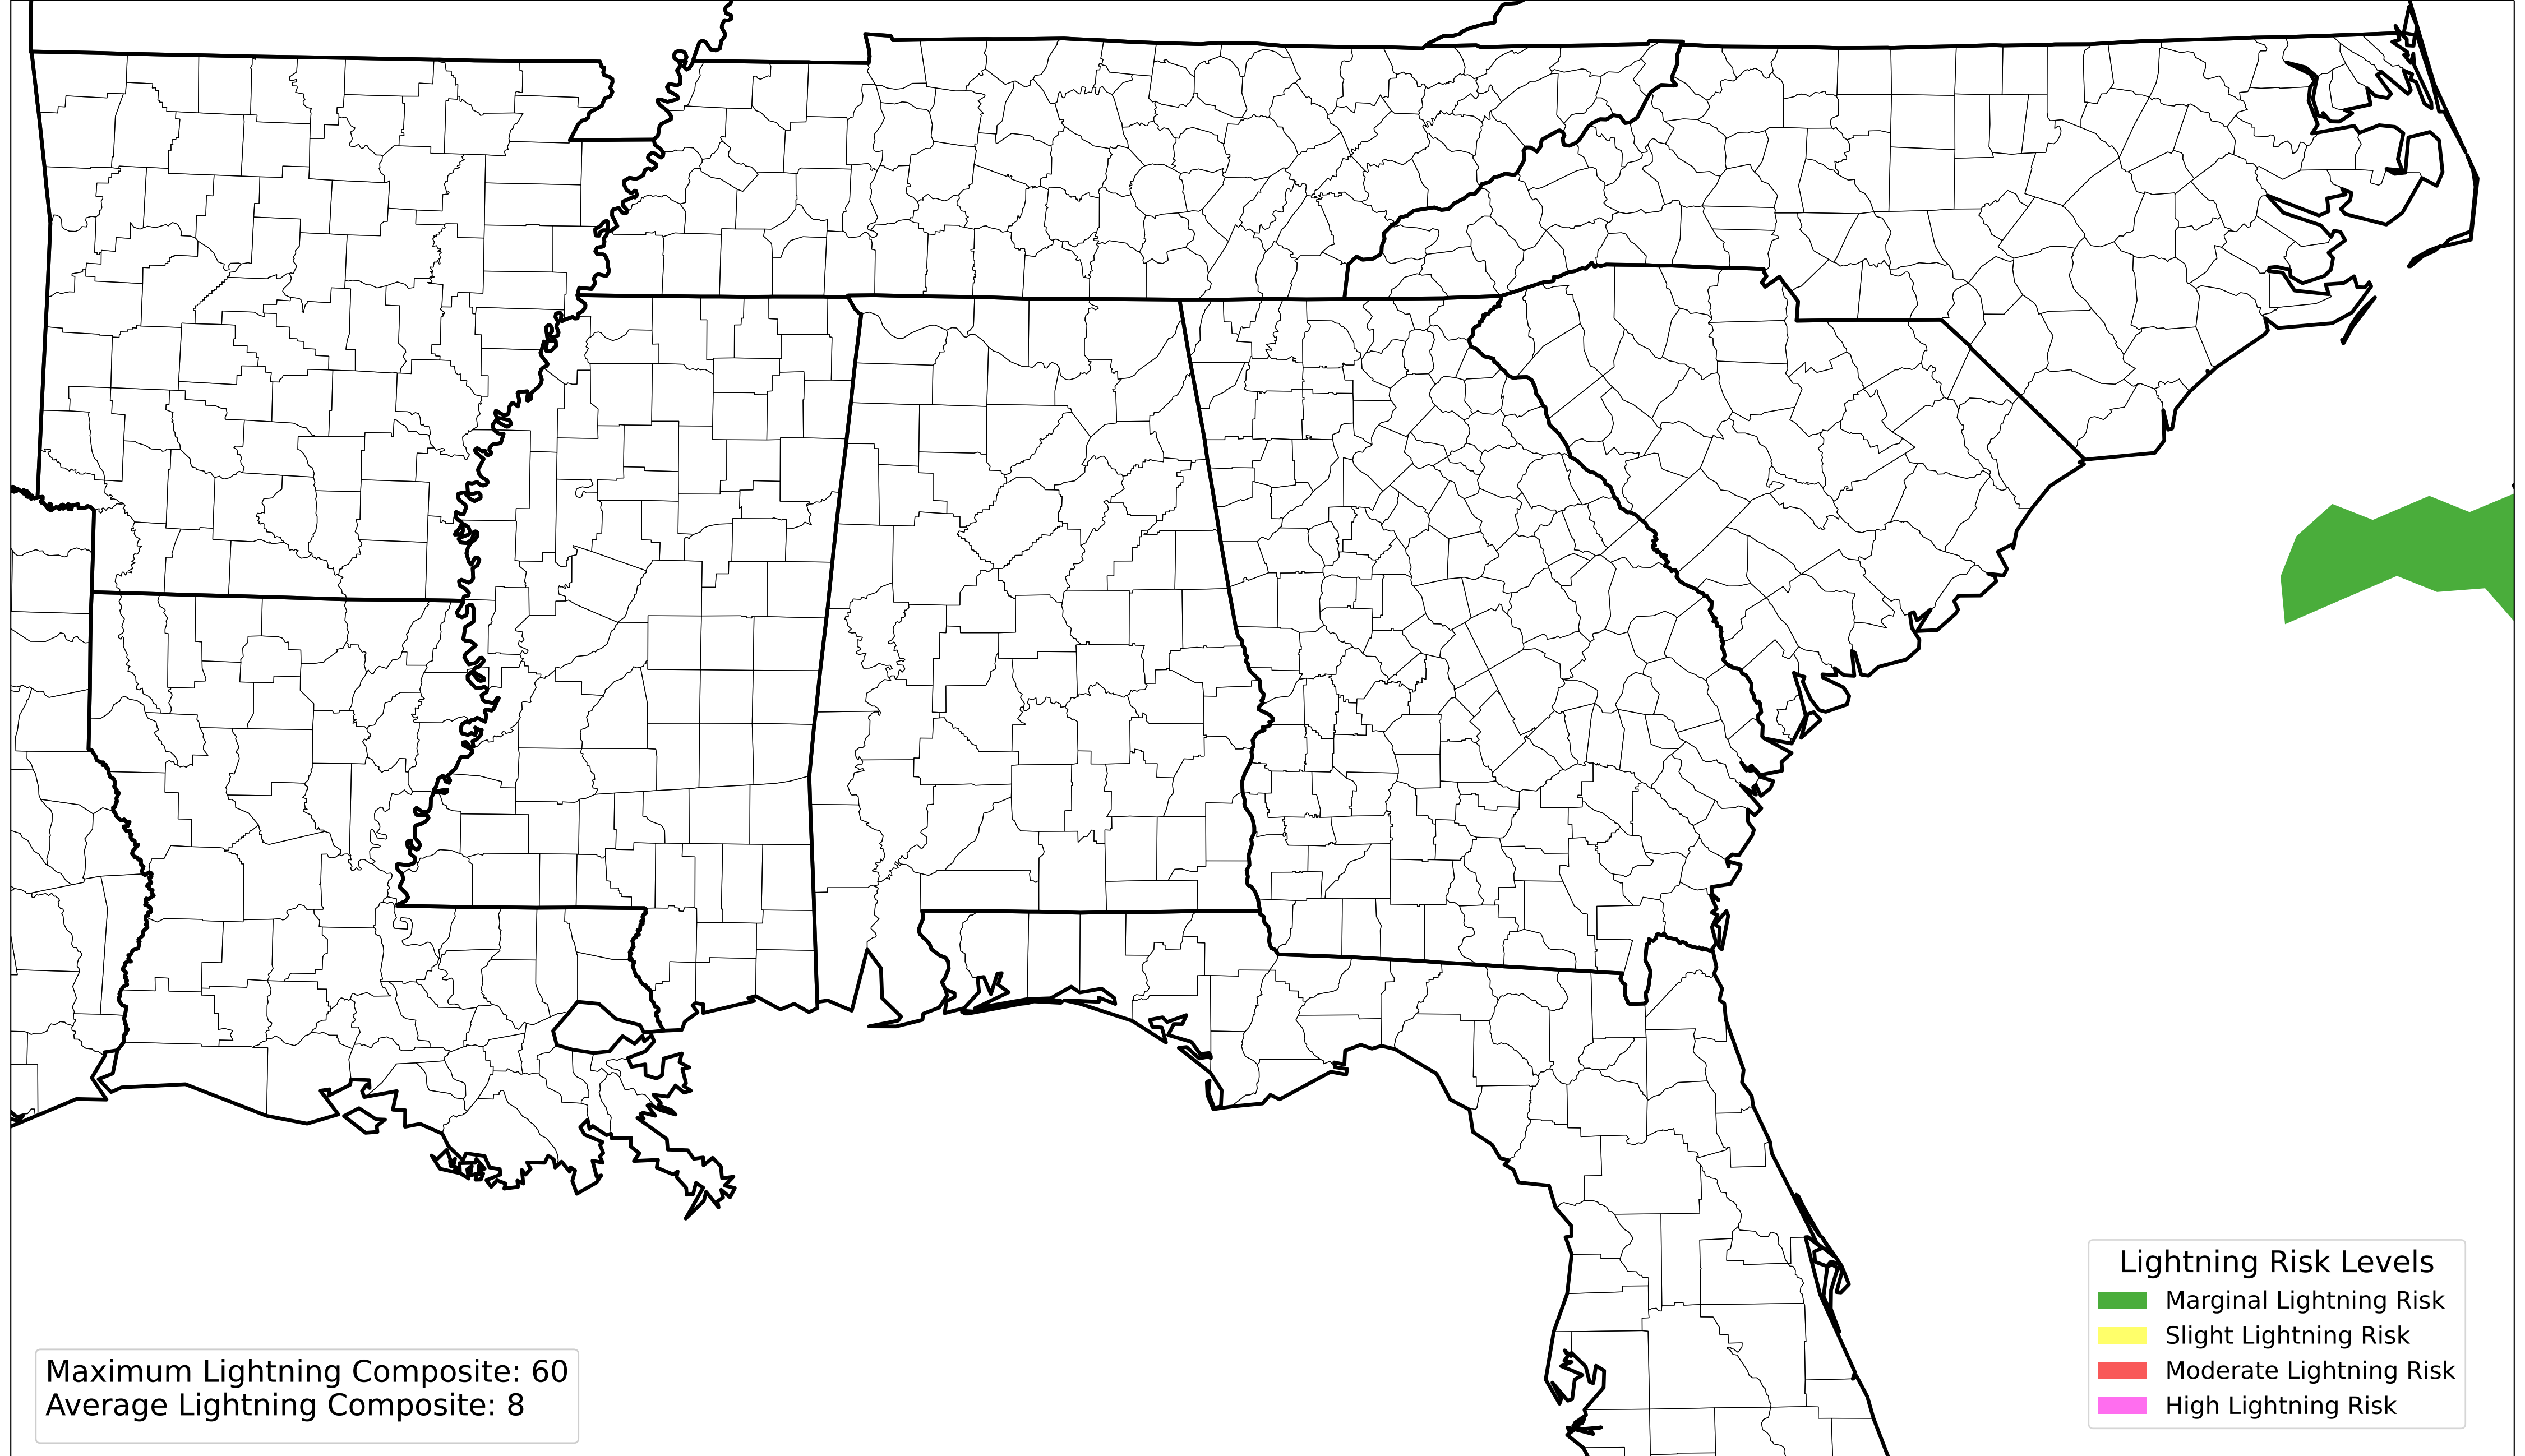 Maximum Lightning Composite: 60
Average Lightning Composite: 8
Lightning Risk Levels
Marginal Lightning Risk
Slight Lightning Risk
Moderate Lightning Risk
High Lightning Risk